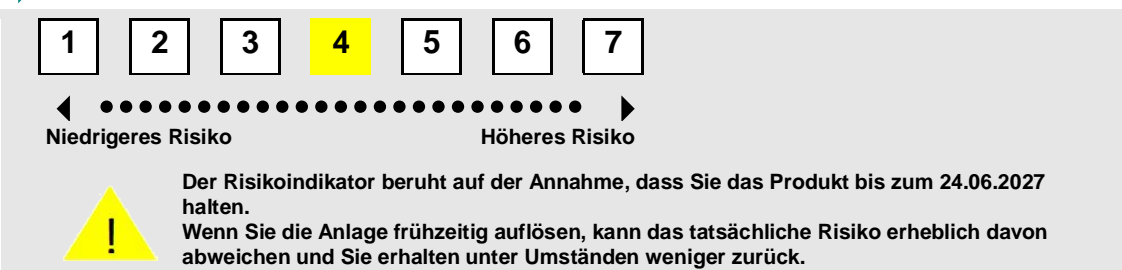 1 2 3 4 5 6 7
Niedrigeres Risiko Höheres Risiko
Der Risikoindikator beruht auf der Annahme, dass Sie das Produkt bis zum 24.06.2027
halten.
Wenn Sie die Anlage frühzeitig auflösen, kann das tatsächliche Risiko erheblich davon
abweichen und Sie erhalten unter Umständen weniger zurück.
!